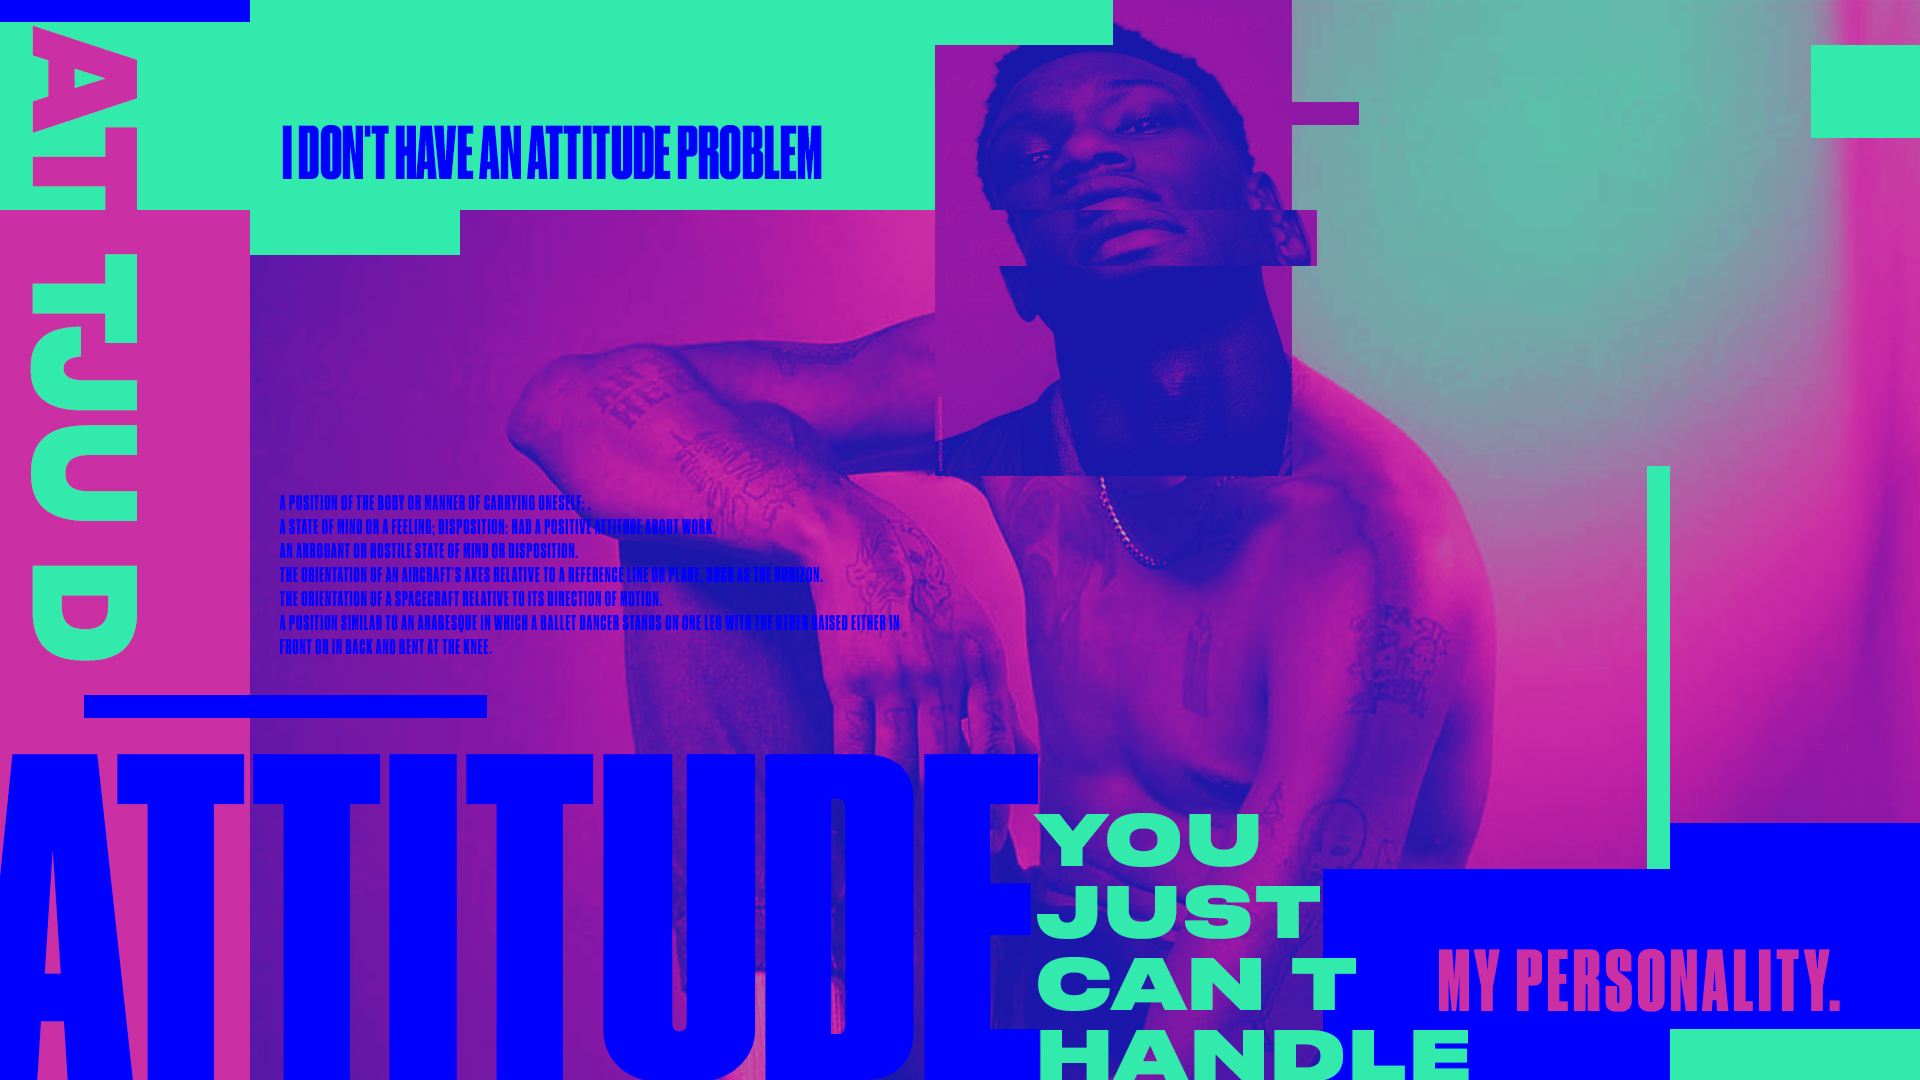 ATTJUD
I DON'T HAVE AN ATTITUDE PROBLEM
A POSITION OF THE BODY OR MANNER OF CARRYING ONESELF: .
A STATE OF MIND OR A FEELING; DISPOSITION: HAD A POSITIVE ATTITUDE ABOUT WORK.
AN ARROGANT OR HOSTILE STATE OF MIND OR DISPOSITION.
THE ORIENTATION OF AN AIRCRAFT'S AXES RELATIVE TO A REFERENCE LINE OR PLANE, SUCH AS THE HORIZON.
THE ORIENTATION OF A SPACECRAFT RELATIVE TO ITS DIRECTION OF MOTION.
A POSITION SIMILAR TO AN ARABESQUE IN WHICH A BALLET DANCER STANDS ON ONE LEG WITH THE OTHER RAISED EITHER IN
FRONT OR IN BACK AND BENT AT THE KNEE.
ATTITUDE
YOU
JUST
CAN T
HANDLE
MY PERSONALITY.